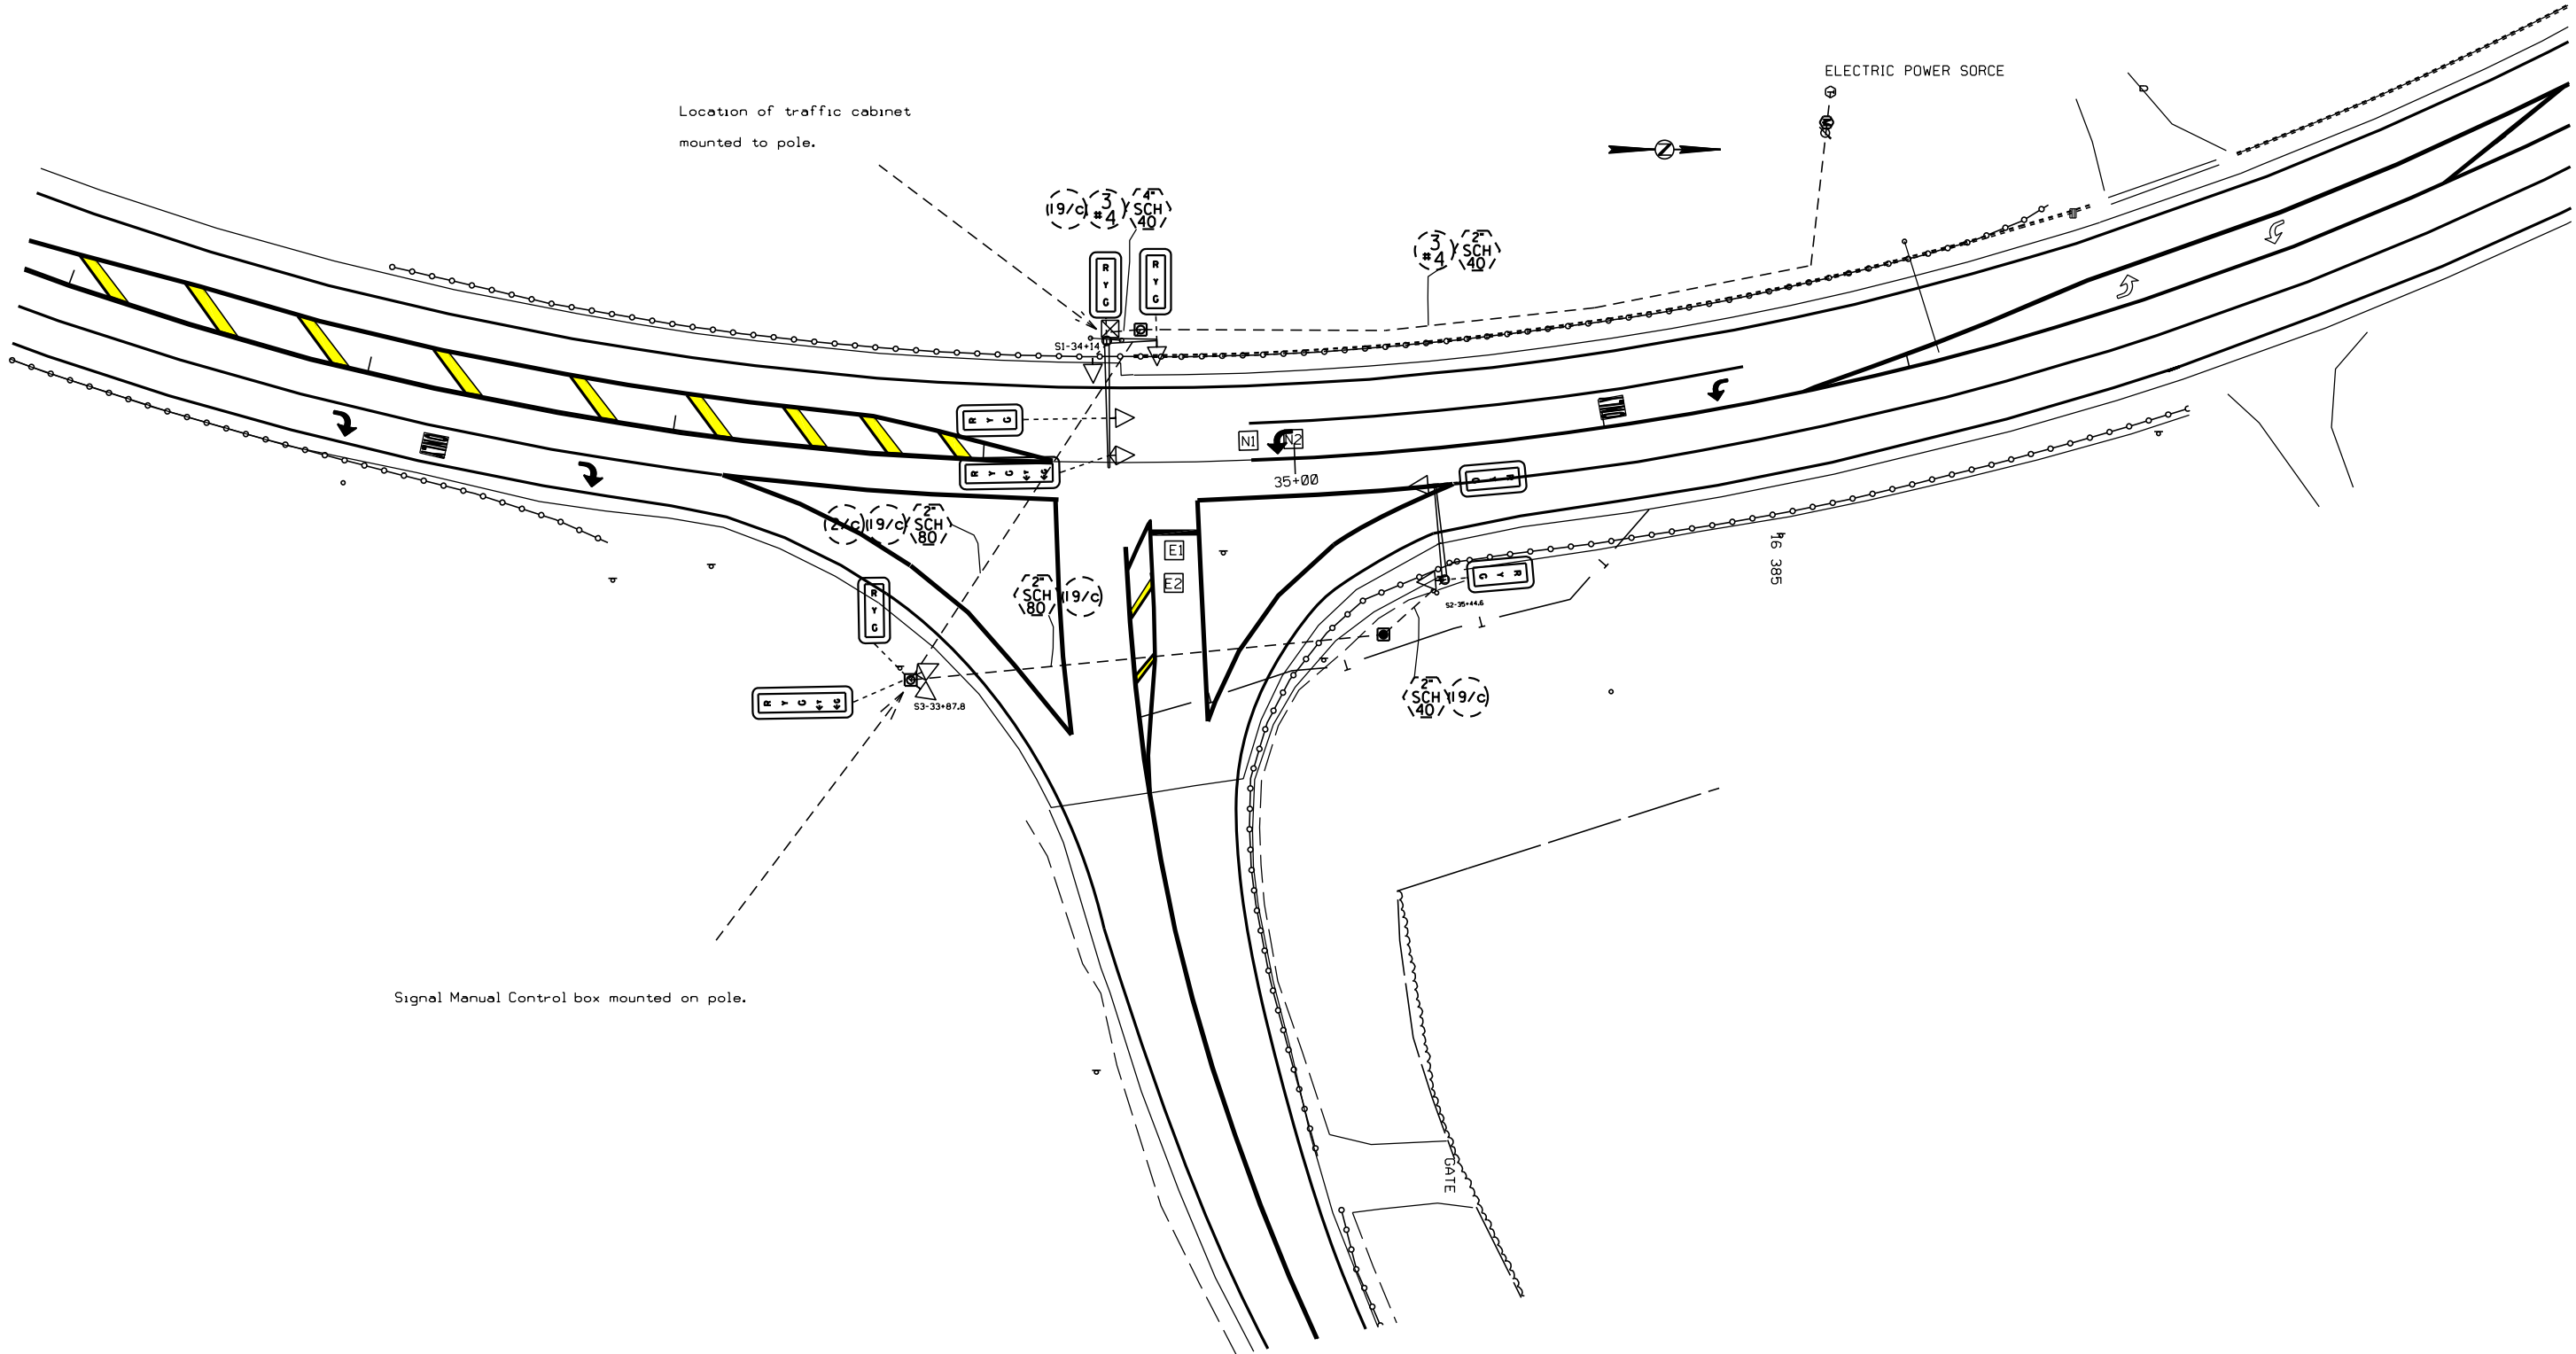 ELECTRIC POWER SORCE
Location of traffic cabinet
mounted to pole.
Z
19/c
3
#4
4"
SCH
40
3
#4
2"
SCH
40
R
Y
G
R
Y
G
S1-34+14
R Y G
R Y G ←Y ←G
N1
N2
35+00
R Y G
2/c
19/c
2"
SCH
80
E1
E2
16 385
2"
SCH
80
19/c
R
Y
G
R Y G
S2-35+44.6
R Y G ←Y ←G
S3-33+87.8
2"
SCH
40
19/c
Signal Manual Control box mounted on pole.
GATE